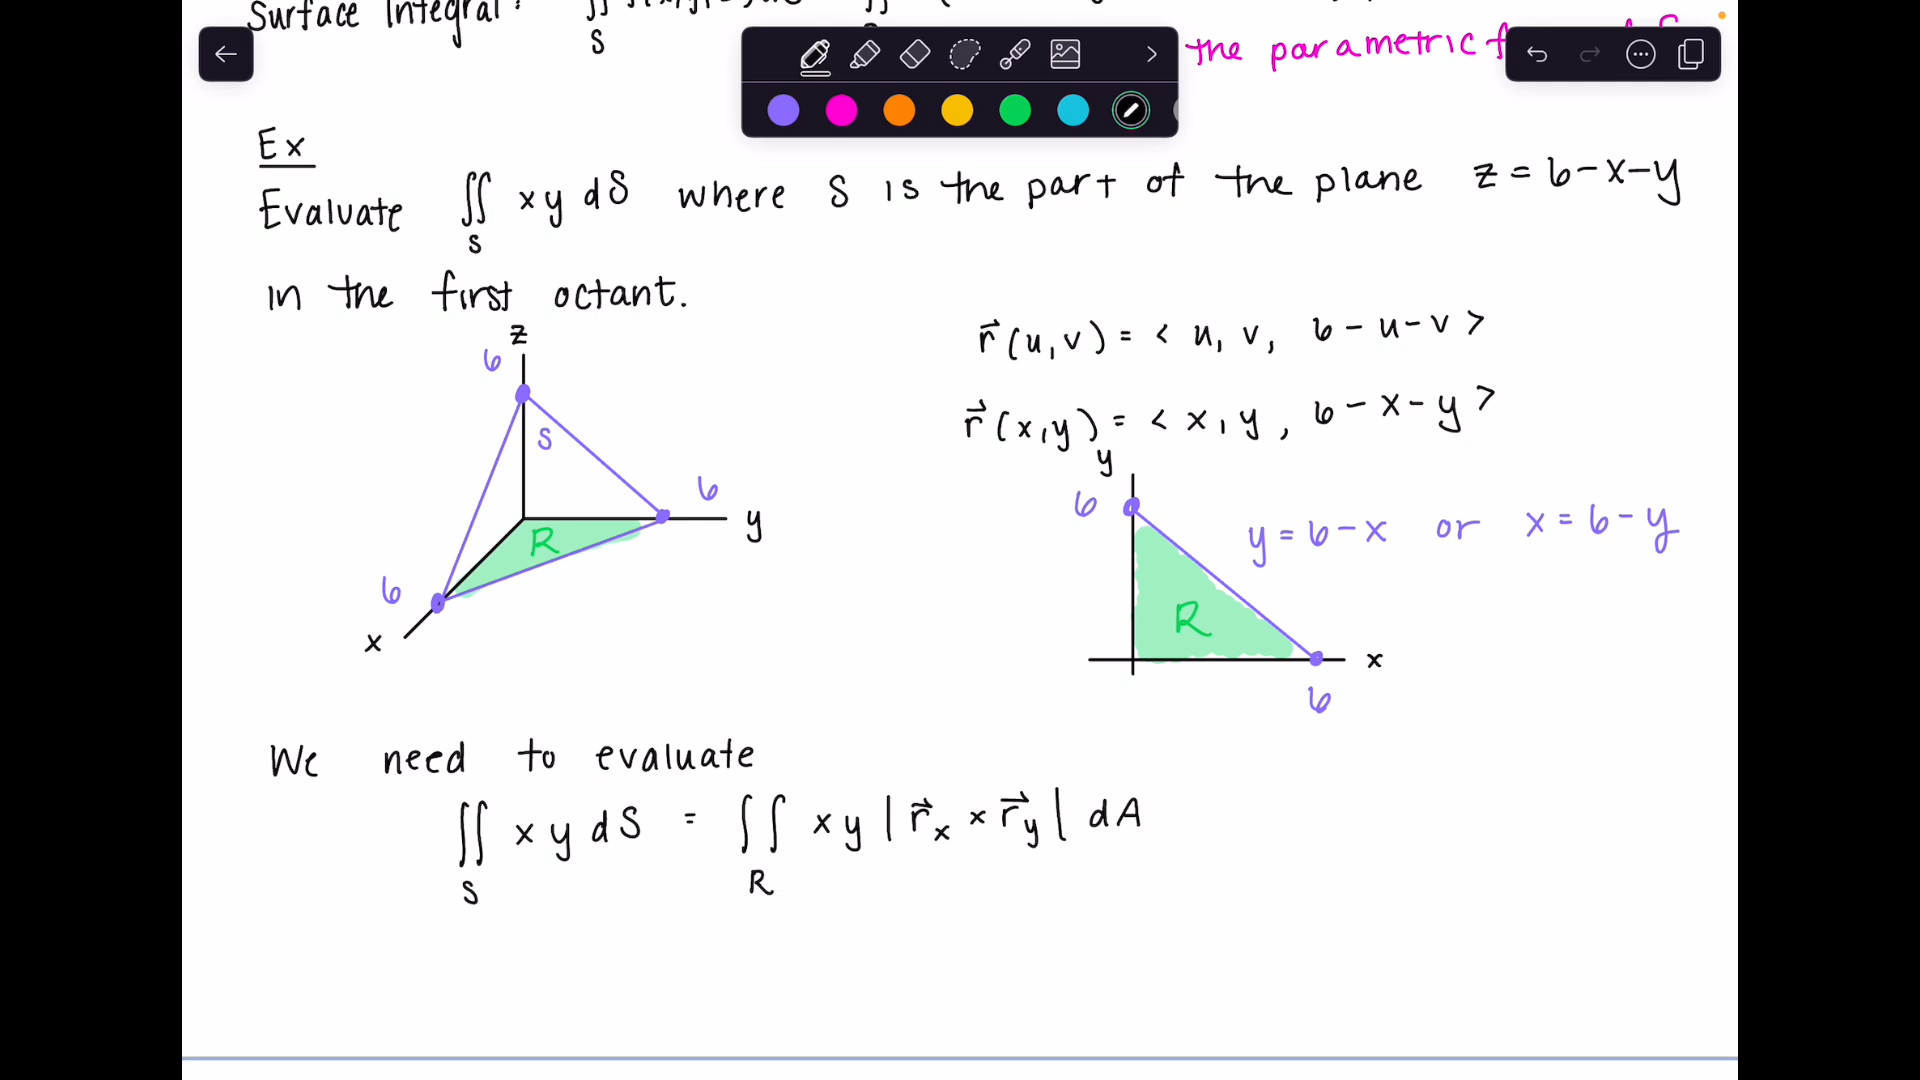 Surface Integral:
S
the parametric
Ex
Evaluate ∬ xy dS where S is the part of the plane z = 6-x-y
S
in the first octant.
z
6
S
6
y
R
6
x
r⃗(u,v) = < u, v, 6-u-v >
r⃗(x,y) = < x, y, 6-x-y >
y
6
y = 6-x or x = 6-y
R
x
6
We need to evaluate
∬ xy dS = ∬ xy | r⃗x × r⃗y | dA
S R